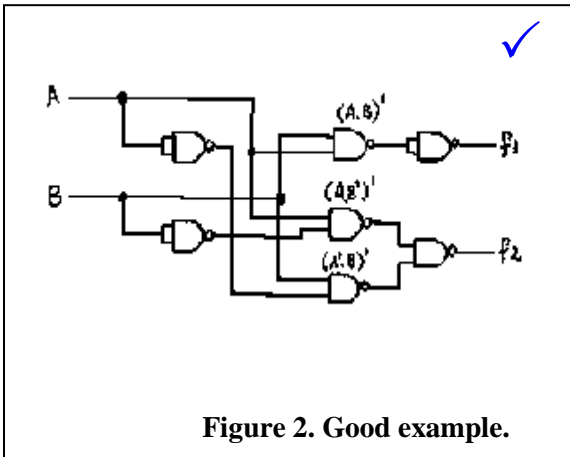 A
(A.B)'
f1
B
(A.B')'
(A'.B)'
f2
Figure 2. Good example.